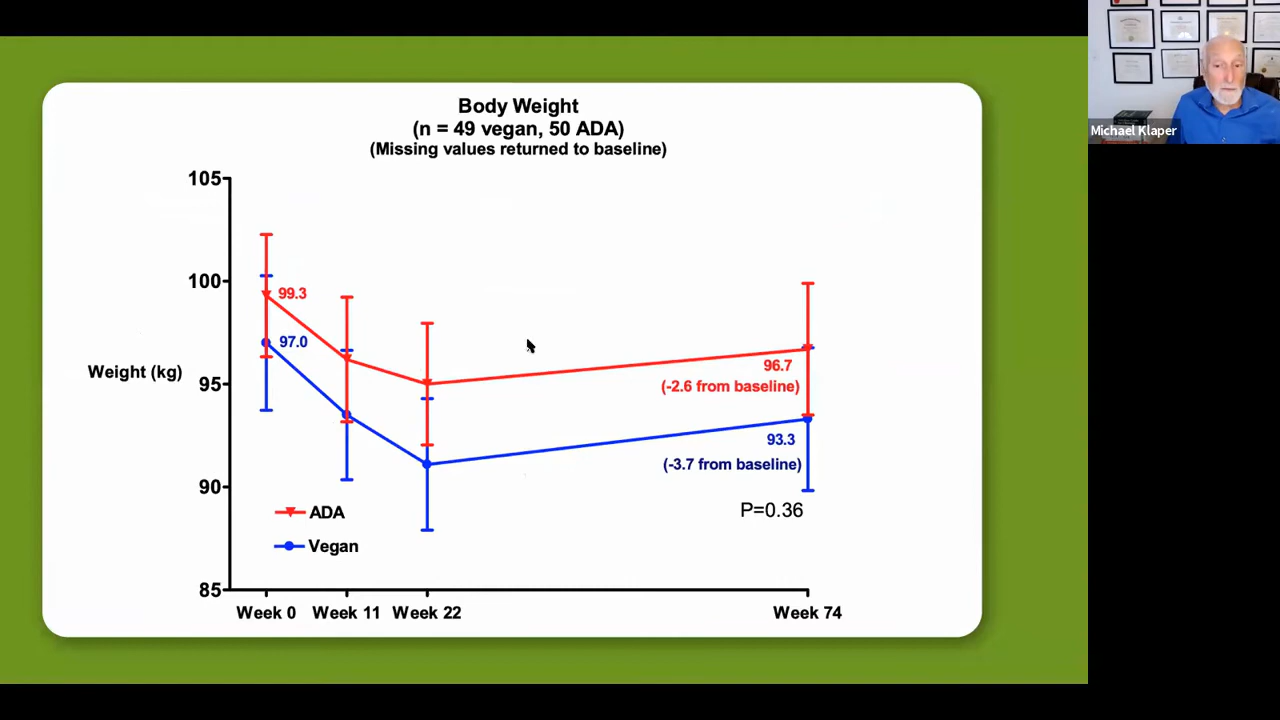 Body Weight
(n = 49 vegan, 50 ADA)
(Missing values returned to baseline)
105
100
95
90
85
Weight (kg)
99.3
97.0
96.7
(-2.6 from baseline)
93.3
(-3.7 from baseline)
P=0.36
ADA
Vegan
Week 0
Week 11
Week 22
Week 74
Michael Klaper